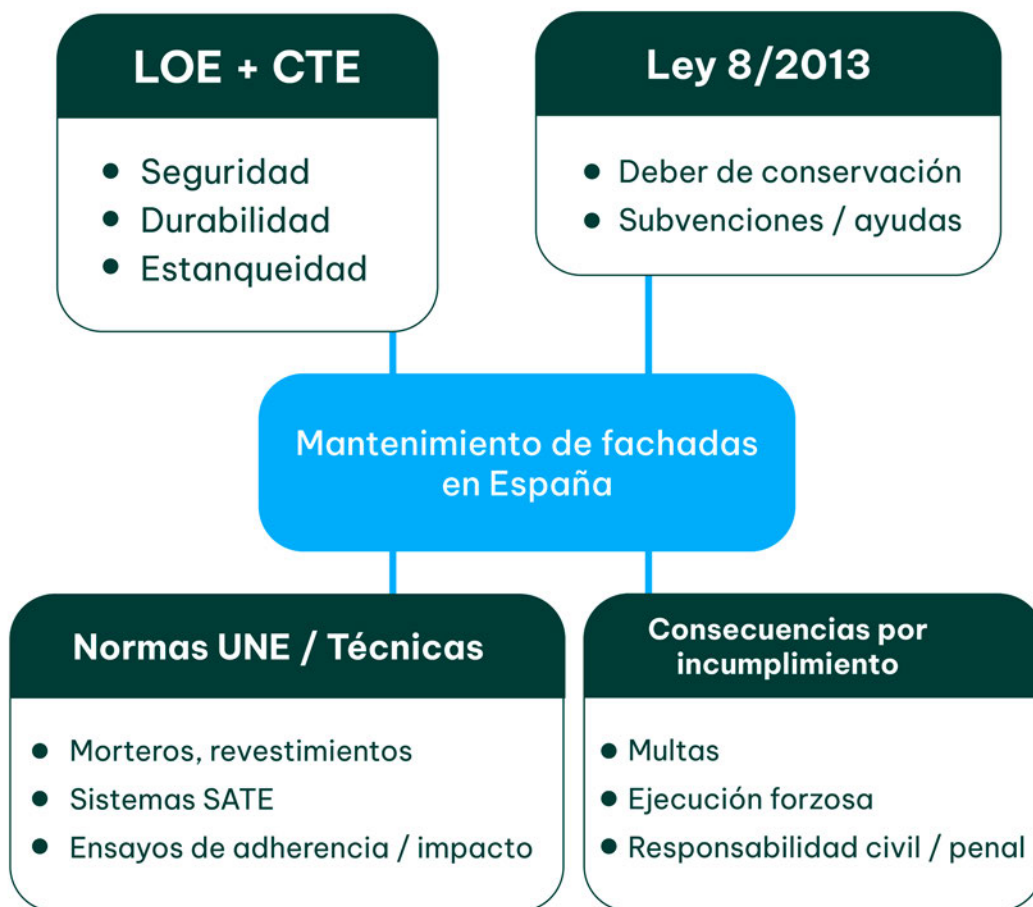 LOE + CTE
• Seguridad
• Durabilidad
• Estanqueidad
Ley 8/2013
• Deber de conservación
• Subvenciones / ayudas
Mantenimiento de fachadas
en España
Normas UNE / Técnicas
• Morteros, revestimientos
• Sistemas SATE
• Ensayos de adherencia / impacto
Consecuencias por
incumplimiento
• Multas
• Ejecución forzosa
• Responsabilidad civil / penal